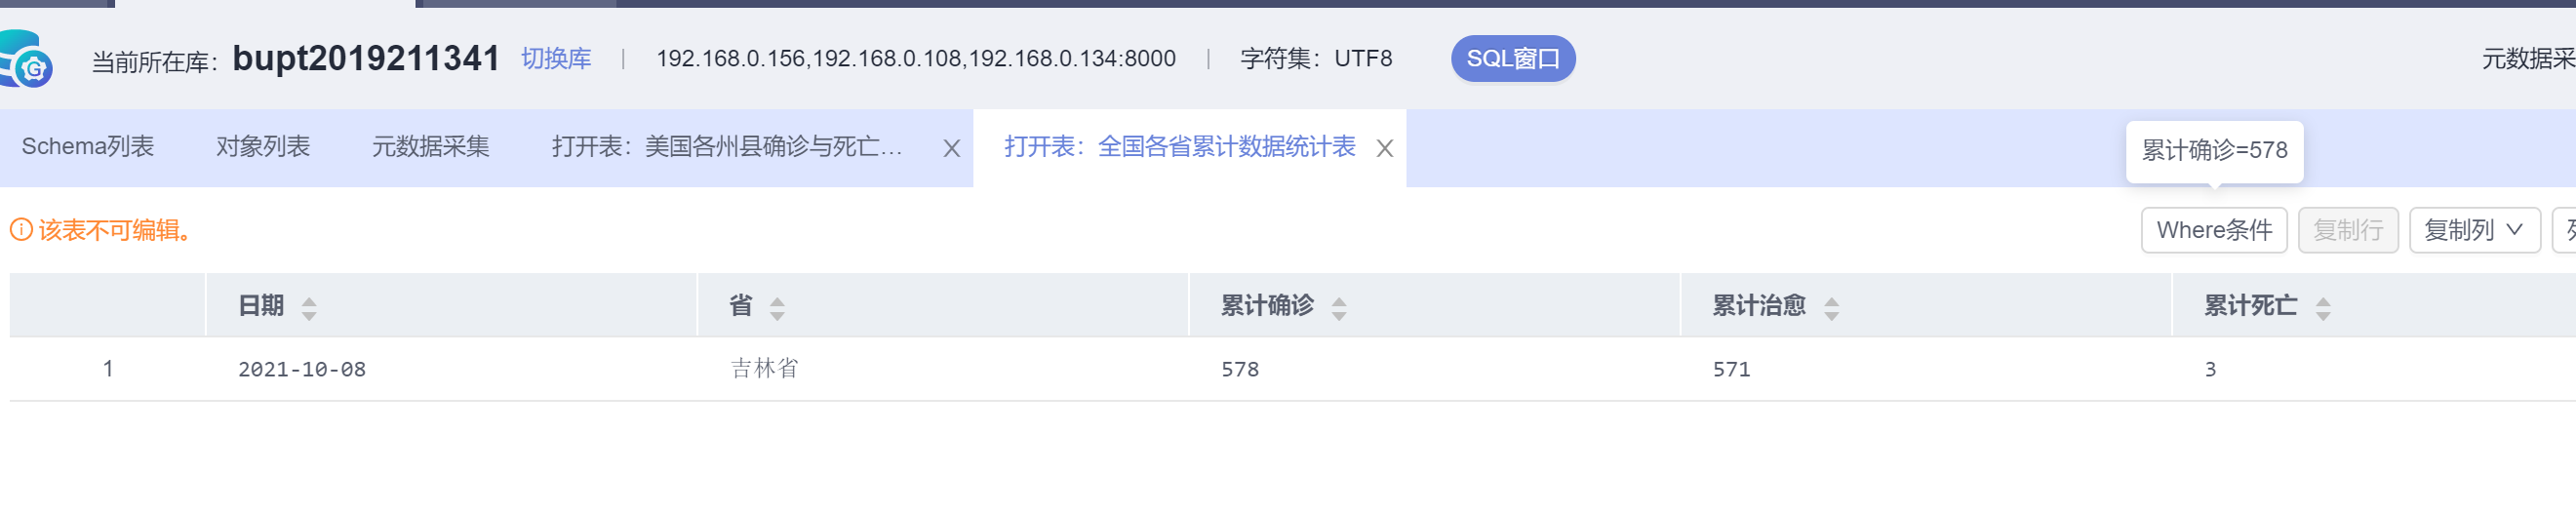 当前所在库：bupt2019211341 切换库 | 192.168.0.156,192.168.0.108,192.168.0.134:8000 | 字符集：UTF8 SQL窗口 元数据采
Schema列表 对象列表 元数据采集 打开表：美国各州县确诊与死亡... X 打开表：全国各省累计数据统计表 X
累计确诊=578
该表不可编辑。 Where条件 复制行 复制列
日期 省 累计确诊 累计治愈 累计死亡
1 2021-10-08 吉林省 578 571 3